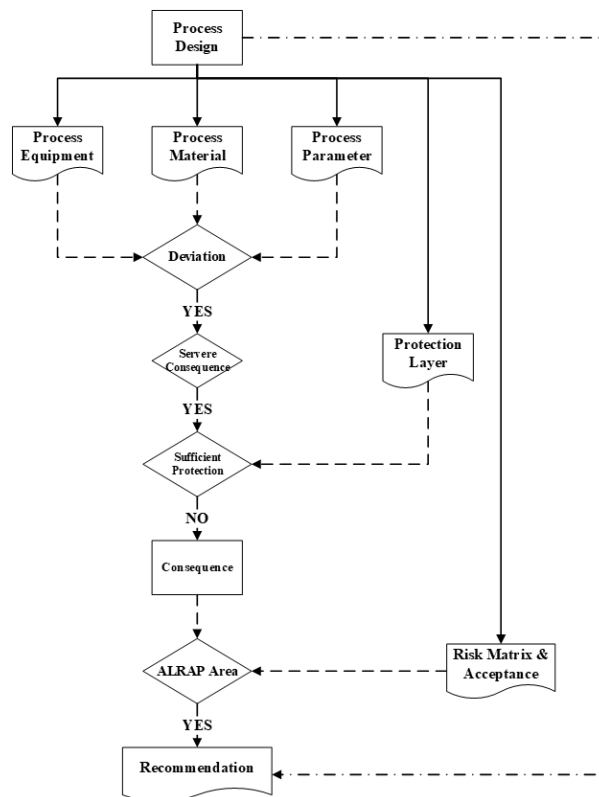 Process
Design
Process
Equipment
Process
Material
Process
Parameter
Deviation
YES
Servere
Consequence
Protection
Layer
YES
Sufficient
Protection
NO
Consequence
ALRAP Area
Risk Matrix &
Acceptance
YES
Recommendation